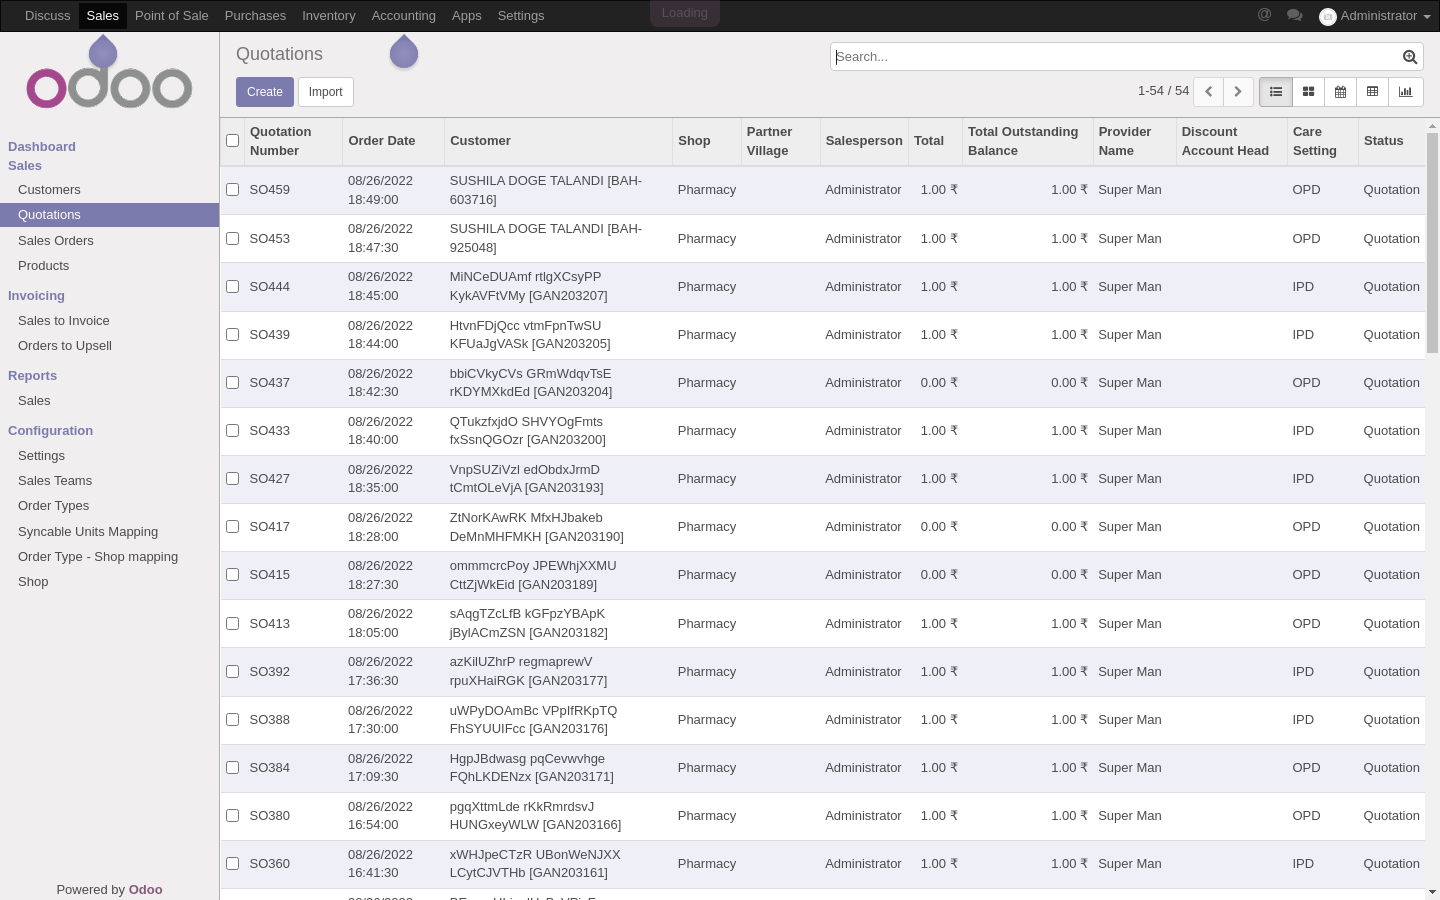 Discuss Sales Point of Sale Purchases Inventory Accounting Apps Settings Loading @ Administrator
odoo
Dashboard
Sales
Customers
Quotations
Sales Orders
Products
Invoicing
Sales to Invoice
Orders to Upsell
Reports
Sales
Configuration
Settings
Sales Teams
Order Types
Syncable Units Mapping
Order Type - Shop mapping
Shop
Powered by Odoo
Quotations
Search...
Create Import 1-54 / 54
Quotation Number Order Date Customer Shop Partner Village Salesperson Total Total Outstanding Balance Provider Name Discount Account Head Care Setting Status
SO459 08/26/2022 18:49:00 SUSHILA DOGE TALANDI [BAH-603716] Pharmacy Administrator 1.00 ₹ 1.00 ₹ Super Man OPD Quotation
SO453 08/26/2022 18:47:30 SUSHILA DOGE TALANDI [BAH-925048] Pharmacy Administrator 1.00 ₹ 1.00 ₹ Super Man OPD Quotation
SO444 08/26/2022 18:45:00 MiNCeDUAmf rtlgXCsyPP KykAVFtVMy [GAN203207] Pharmacy Administrator 1.00 ₹ 1.00 ₹ Super Man IPD Quotation
SO439 08/26/2022 18:44:00 HtvnFDjQcc vtmFpnTwSU KFUaJgVASk [GAN203205] Pharmacy Administrator 1.00 ₹ 1.00 ₹ Super Man IPD Quotation
SO437 08/26/2022 18:42:30 bbiCVkyCVs GRmWdqvTsE rKDYMXkdEd [GAN203204] Pharmacy Administrator 0.00 ₹ 0.00 ₹ Super Man OPD Quotation
SO433 08/26/2022 18:40:00 QTukzfxjdO SHVYOgFmts fxSsnQGOzr [GAN203200] Pharmacy Administrator 1.00 ₹ 1.00 ₹ Super Man IPD Quotation
SO427 08/26/2022 18:35:00 VnpSUZiVzl edObdxJrmD tCmtOLeVjA [GAN203193] Pharmacy Administrator 1.00 ₹ 1.00 ₹ Super Man IPD Quotation
SO417 08/26/2022 18:28:00 ZtNorKAwRK MfxHJbakeb DeMnMHFMKH [GAN203190] Pharmacy Administrator 0.00 ₹ 0.00 ₹ Super Man OPD Quotation
SO415 08/26/2022 18:27:30 ommmcrcPoy JPEWhjXXMU CttZjWkEid [GAN203189] Pharmacy Administrator 0.00 ₹ 0.00 ₹ Super Man OPD Quotation
SO413 08/26/2022 18:05:00 sAqgTZcLfB kGFpzYBApK jBylACmZSN [GAN203182] Pharmacy Administrator 1.00 ₹ 1.00 ₹ Super Man OPD Quotation
SO392 08/26/2022 17:36:30 azKilUZhrP regmaprewV rpuXHaiRGK [GAN203177] Pharmacy Administrator 1.00 ₹ 1.00 ₹ Super Man IPD Quotation
SO388 08/26/2022 17:30:00 uWPyDOAmBc VPpIfRKpTQ FhSYUUIFcc [GAN203176] Pharmacy Administrator 1.00 ₹ 1.00 ₹ Super Man IPD Quotation
SO384 08/26/2022 17:09:30 HgpJBdwasg pqCevwvhge FQhLKDENzx [GAN203171] Pharmacy Administrator 1.00 ₹ 1.00 ₹ Super Man OPD Quotation
SO380 08/26/2022 16:54:00 pgqXttmLde rKkRmrdsvJ HUNGxeyWLW [GAN203166] Pharmacy Administrator 1.00 ₹ 1.00 ₹ Super Man OPD Quotation
SO360 08/26/2022 16:41:30 xWHJpeCTzR UBonWeNJXX LCytCJVTHb [GAN203161] Pharmacy Administrator 1.00 ₹ 1.00 ₹ Super Man IPD Quotation